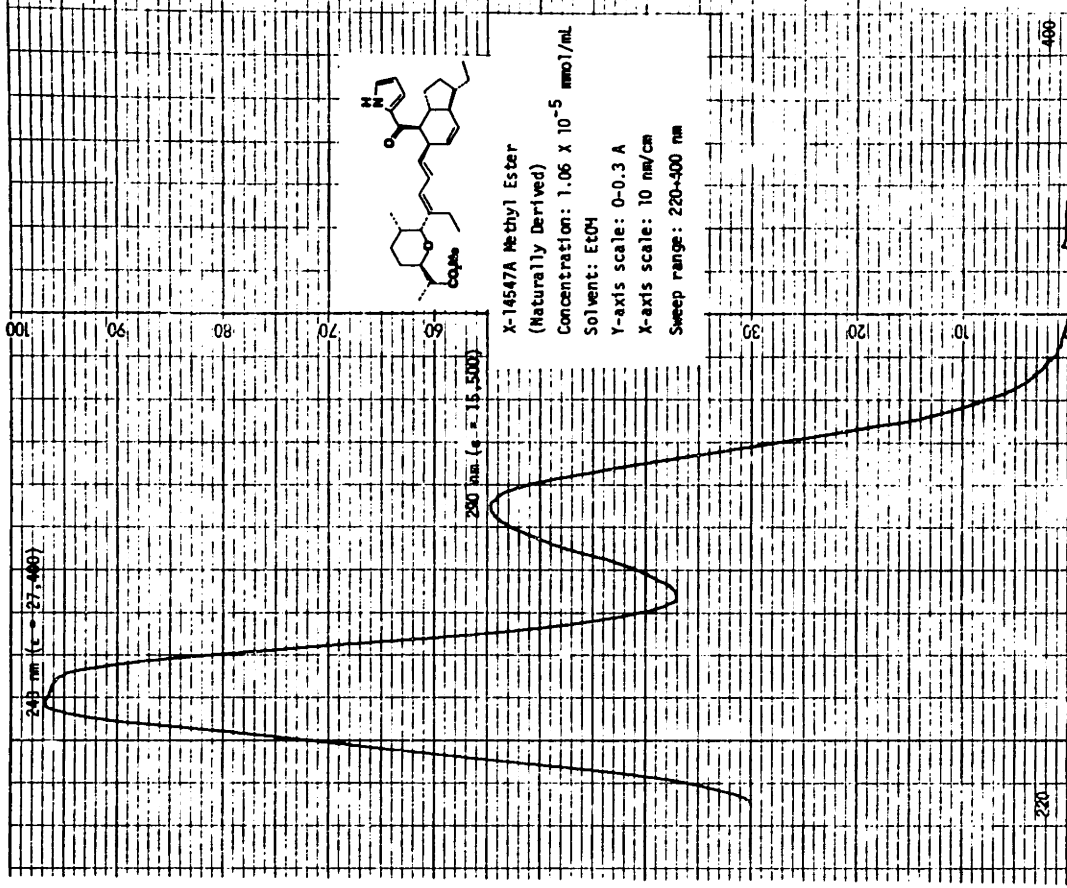 100
90
80
70
60
30
20
10
240 nm (ε = 27,400)
290 nm (ε = 15,500)
H
N
O
O
CO₂Me
X-14547A Methyl Ester
(Naturally Derived)
Concentration: 1.06 X 10⁻⁵ mmol/mL
Solvent: EtOH
Y-axis scale: 0-0.3 A
X-axis scale: 10 nm/cm
Sweep range: 220→400 nm
220
400